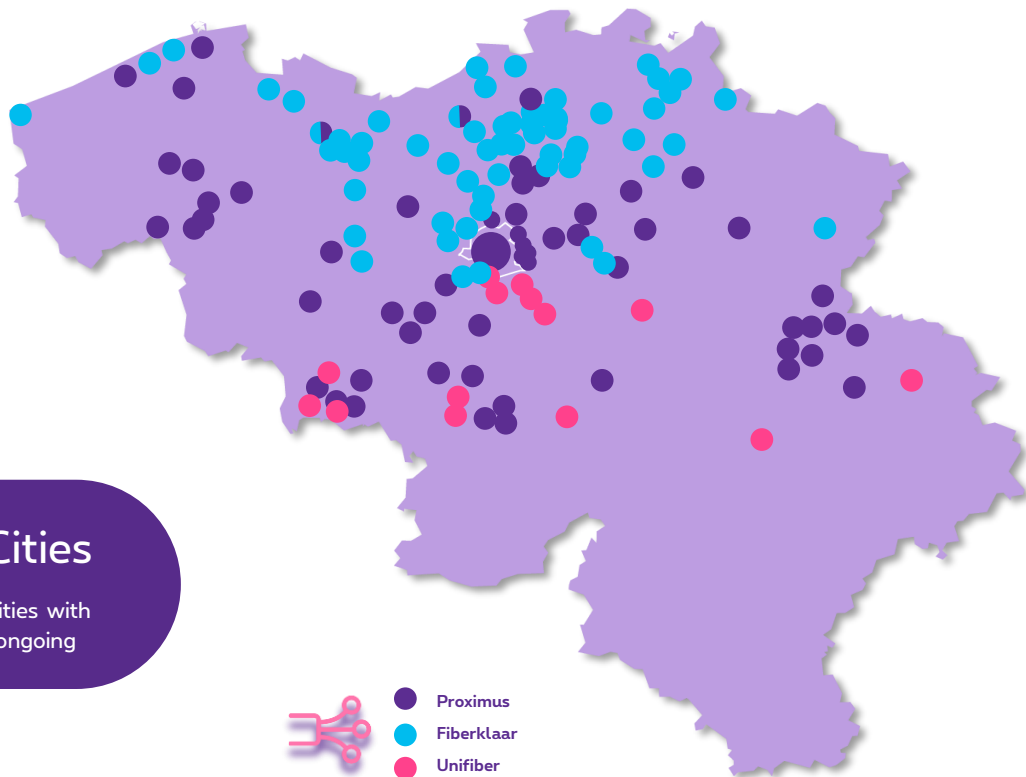 Cities
ities with
ongoing
Proximus
Fiberklaar
Unifiber